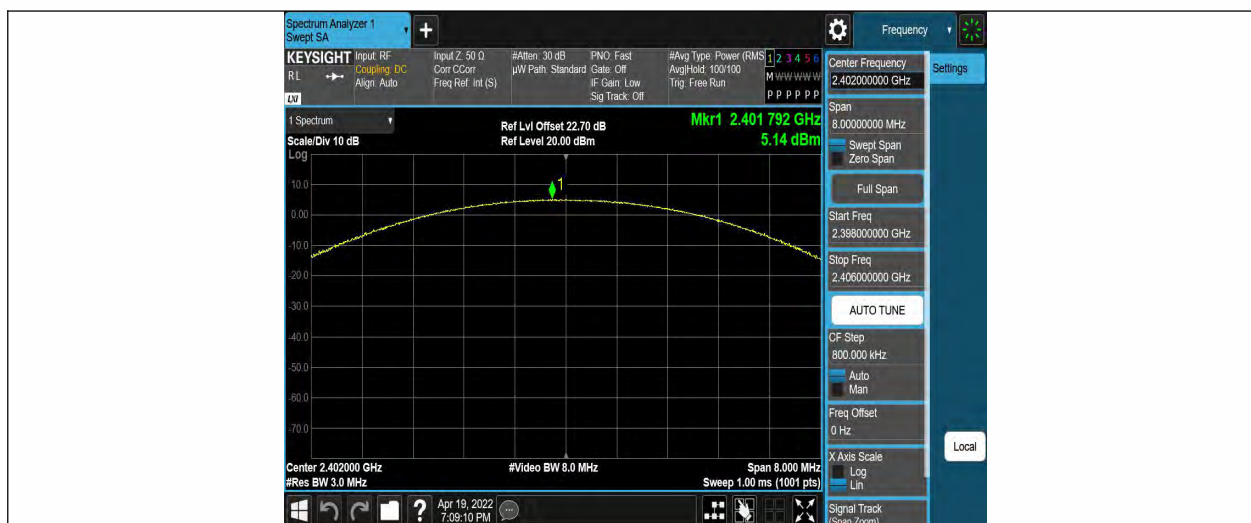 Spectrum Analyzer 1
Swept SA
+
Frequency
KEYSIGHT
RL
LXI
Input: RF
Coupling: DC
Align: Auto
Input Z: 50 Ω
Corr CCorr
Freq Ref: Int (S)
#Atten: 30 dB
µW Path: Standard
PNO: Fast
Gate: Off
IF Gain: Low
Sig Track: Off
#Avg Type: Power (RMS
Avg|Hold: 100/100
Trig: Free Run
1 2 3 4 5 6
M W W W W W
P P P P P P
1 Spectrum
Scale/Div 10 dB
Log
Ref Lvl Offset 22.70 dB
Ref Level 20.00 dBm
Mkr1 2.401 792 GHz
5.14 dBm
1
10.0
0.00
-10.0
-20.0
-30.0
-40.0
-50.0
-60.0
-70.0
Center 2.402000 GHz
#Res BW 3.0 MHz
#Video BW 8.0 MHz
Span 8.000 MHz
Sweep 1.00 ms (1001 pts)
?
Apr 19, 2022
7:09:10 PM
Center Frequency
2.402000000 GHz
Span
8.00000000 MHz
Swept Span
Zero Span
Full Span
Start Freq
2.398000000 GHz
Stop Freq
2.406000000 GHz
AUTO TUNE
CF Step
800.000 kHz
Auto
Man
Freq Offset
0 Hz
X Axis Scale
Log
Lin
Signal Track
(Span Zoom)
Settings
Local